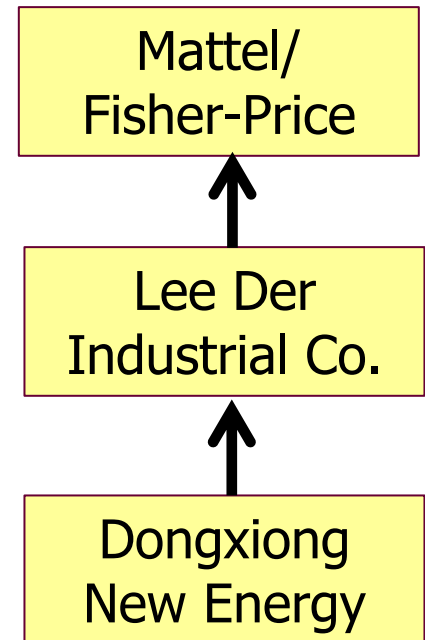 Mattel/
Fisher-Price
Lee Der
Industrial Co.
Dongxiong
New Energy